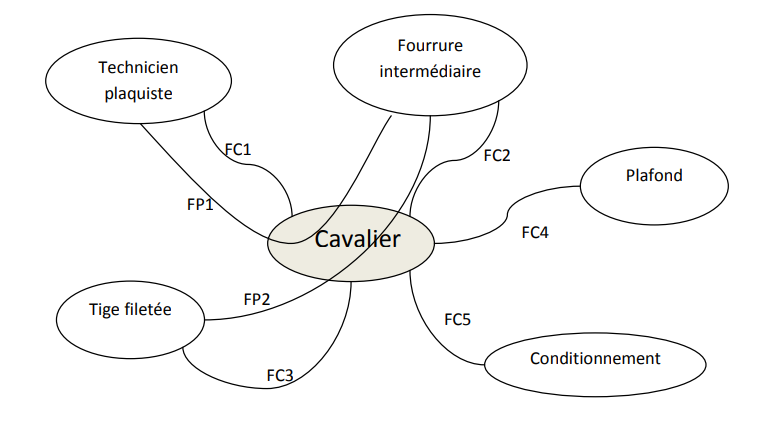 Technicien
plaquiste
Fourrure
intermédiaire
FC1
FC2
Plafond
FP1
FC4
Cavalier
Tige filetée
FP2
FC5
Conditionnement
FC3